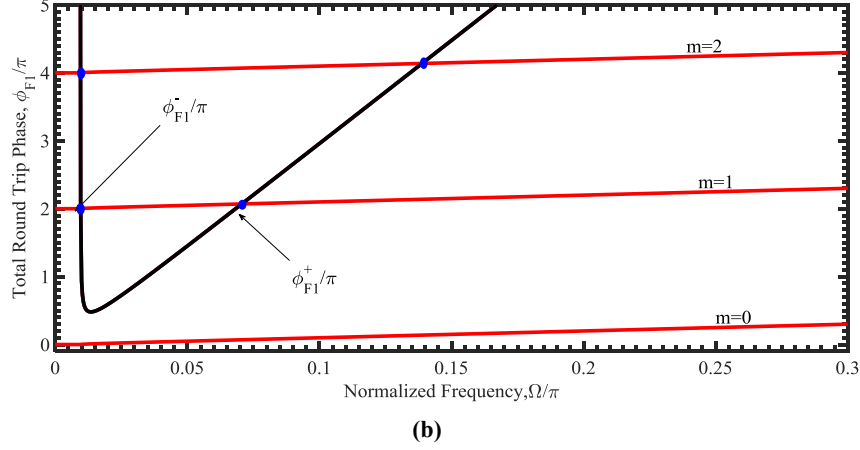 5
m=2
4
ϕ⁻F1/π
3
m=1
2
ϕ⁺F1/π
1
m=0
0
0 0.05 0.1 0.15 0.2 0.25 0.3
Total Round Trip Phase, ϕF1/π
Normalized Frequency,Ω/π
(b)